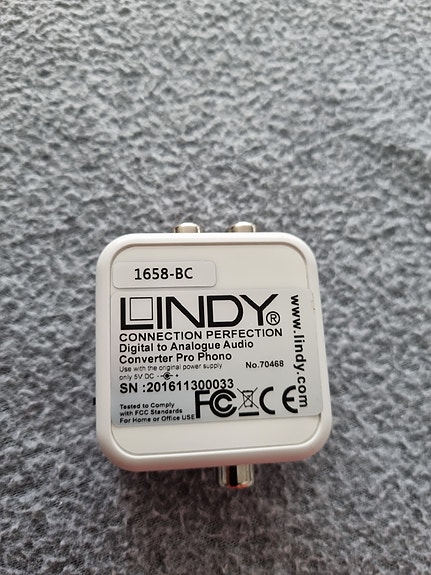 1658-BC
LINDY®
CONNECTION PERFECTION
Digital to Analogue Audio
Converter Pro Phono
Use with the original power supply
only 5V DC - +
No.70468
SN :201611300033
Tested to Comply
with FCC Standards
For Home or Office USE
FC CE
www.lindy.com